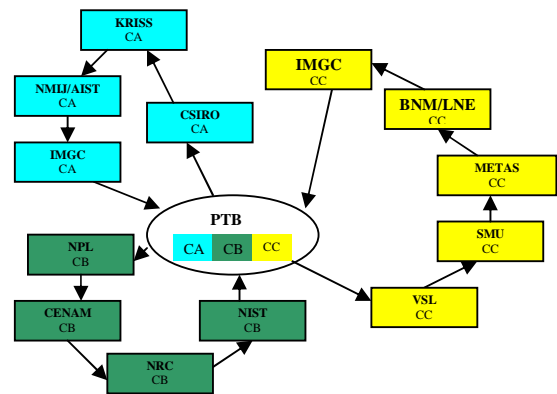 KRISS
CA
NMIJ/AIST
CA
CSIRO
CA
IMGC
CA
IMGC
CC
BNM/LNE
CC
METAS
CC
SMU
CC
VSL
CC
PTB
CA CB CC
NPL
CB
CENAM
CB
NRC
CB
NIST
CB